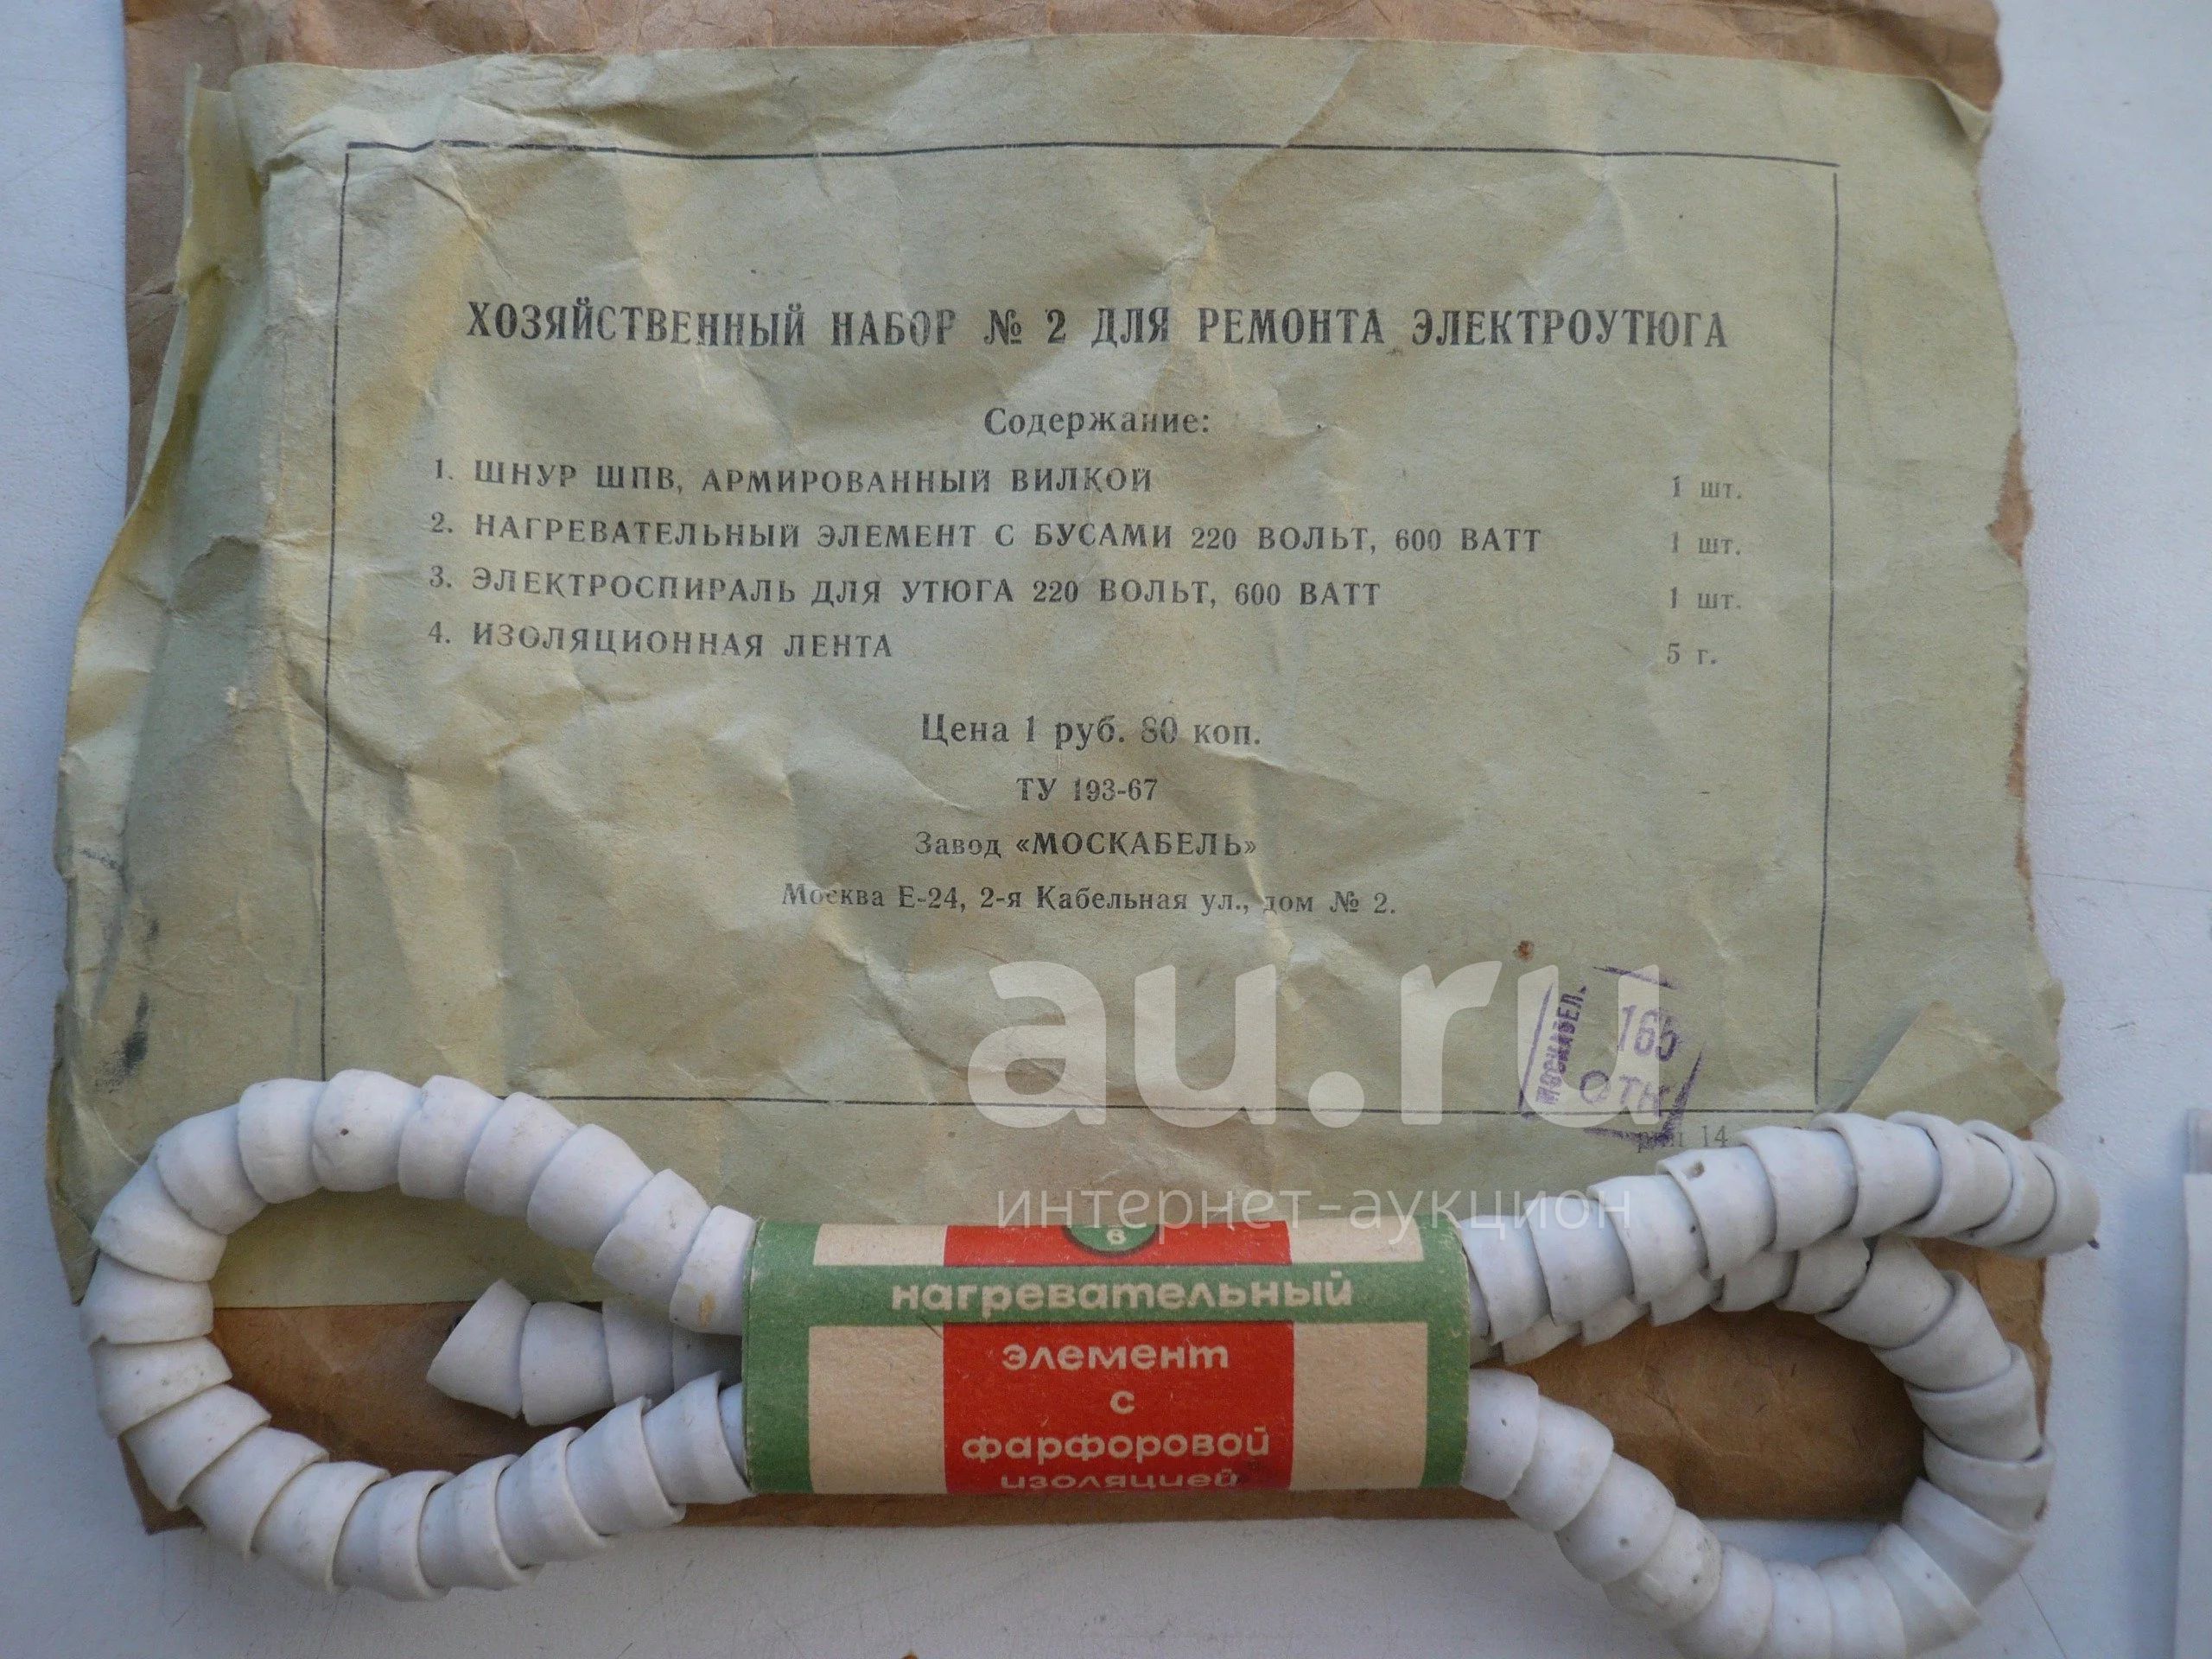 ХОЗЯЙСТВЕННЫЙ НАБОР № 2 ДЛЯ РЕМОНТА ЭЛЕКТРОУТЮГА
Содержание:
1. ШНУР ШПВ, АРМИРОВАННЫЙ ВИЛКОЙ 1 шт.
2. НАГРЕВАТЕЛЬНЫЙ ЭЛЕМЕНТ С БУСАМИ 220 ВОЛЬТ, 600 ВАТТ 1 шт.
3. ЭЛЕКТРОСПИРАЛЬ ДЛЯ УТЮГА 220 ВОЛЬТ, 600 ВАТТ 1 шт.
4. ИЗОЛЯЦИОННАЯ ЛЕНТА 5 г.
Цена 1 руб. 80 коп.
ТУ 193-67
Завод «МОСКАБЕЛЬ»
Москва Е-24, 2-я Кабельная ул., дом № 2.
au.ru
интернет-аукцион
МОСКАБЕЛ.
165
ОТК
14
нагревательный
элемент
с
фарфоровой
изоляцией